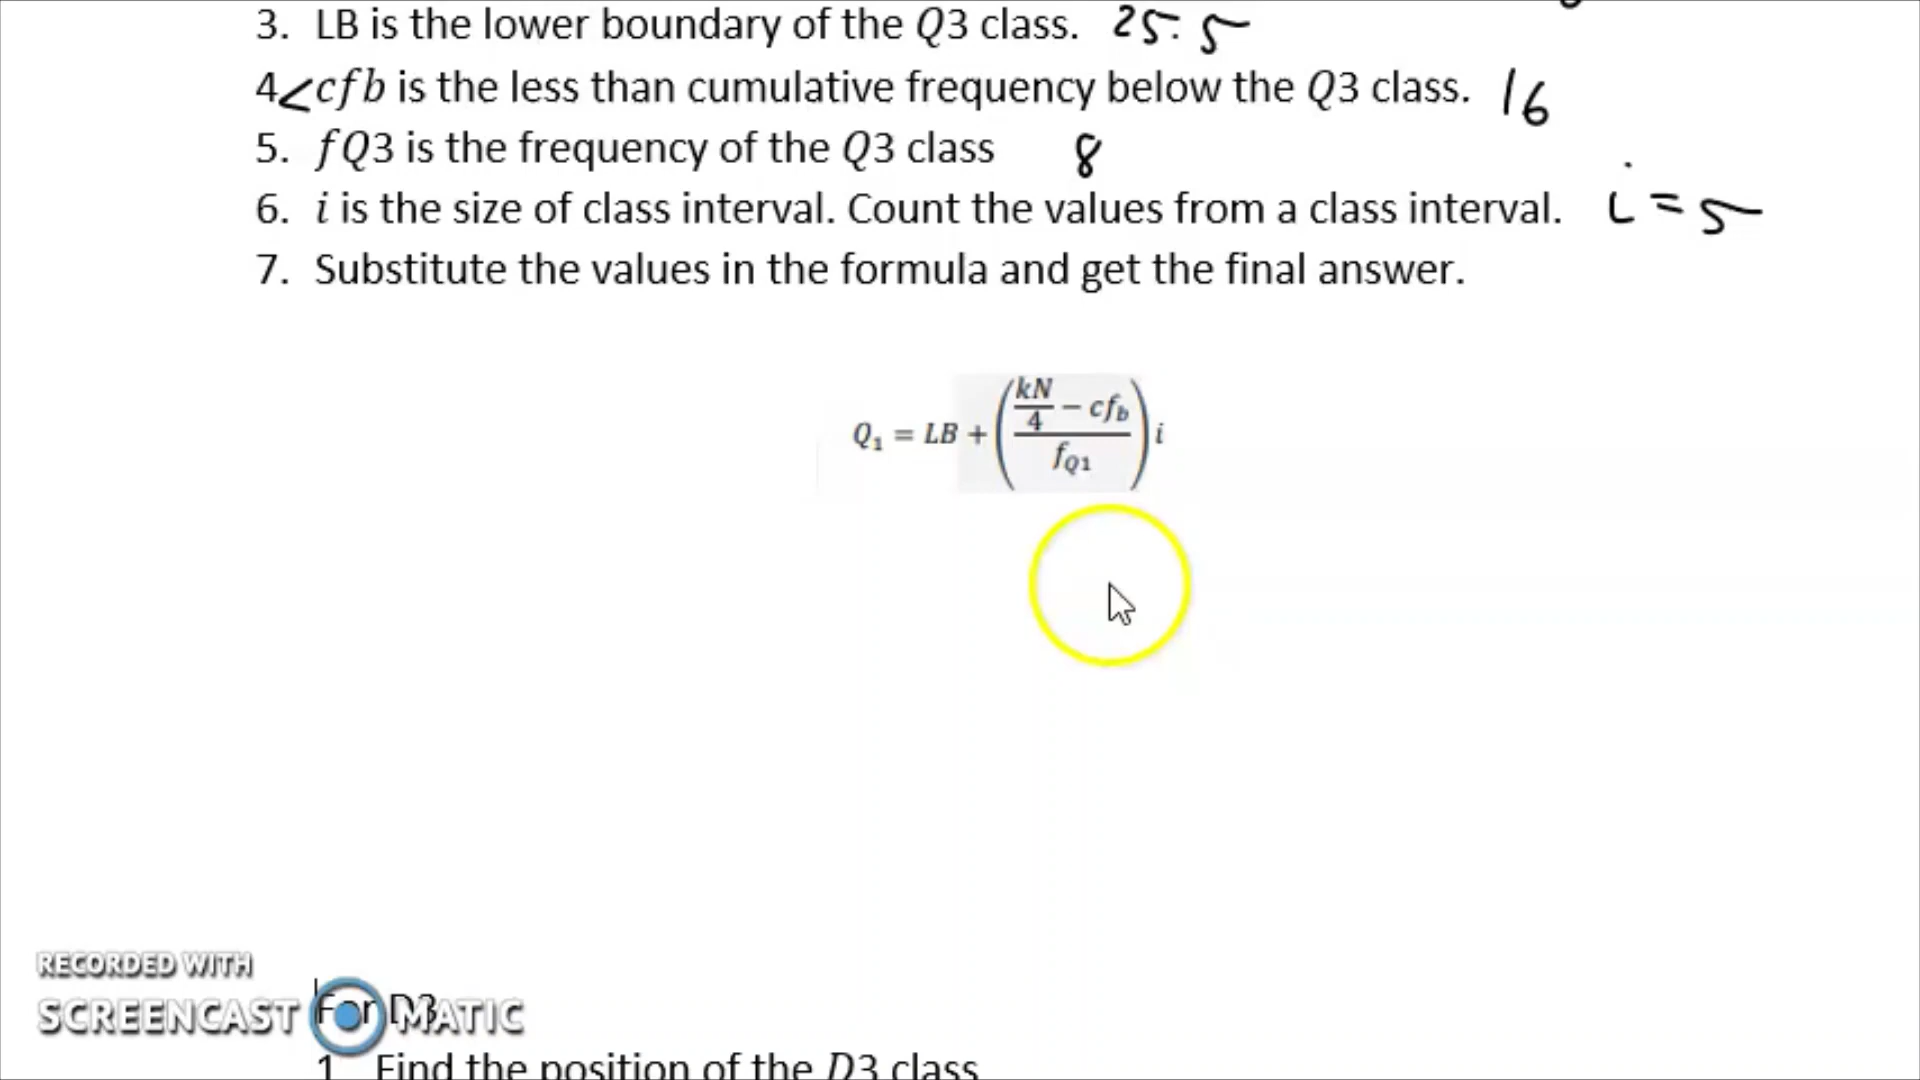 3. LB is the lower boundary of the Q3 class. 25.5
4 <cfb is the less than cumulative frequency below the Q3 class. 16
5. fQ3 is the frequency of the Q3 class 8
6. i is the size of class interval. Count the values from a class interval. i = 5
7. Substitute the values in the formula and get the final answer.
Q₁ = LB + ((kN/4 − cf_b)/f_Q1) i
RECORDED WITH
SCREENCAST MATIC
For D3
1. Find the position of the D3 class